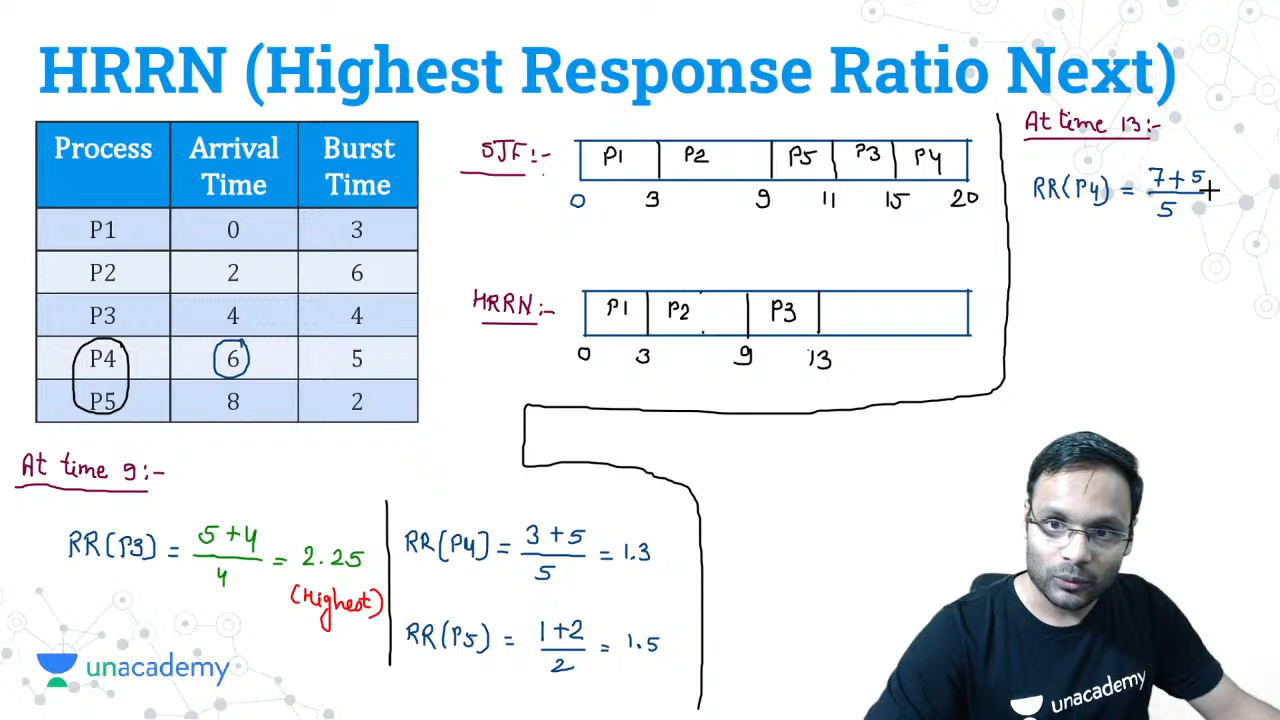 HRRN (Highest Response Ratio Next)
Process Arrival Time Burst Time
P1 0 3
P2 2 6
P3 4 4
P4 6 5
P5 8 2
SJF:-
P1 P2 P5 P3 P4
0 3 9 11 15 20
HRRN:-
P1 P2 P3
0 3 9 13
At time 13:-
RR(P4) = 7+5
5
At time 9:-
RR(P3) = 5+4
4
= 2.25
(Highest)
RR(P4) = 3+5
5
= 1.3
RR(P5) = 1+2
2
= 1.5
unacademy
unacademy